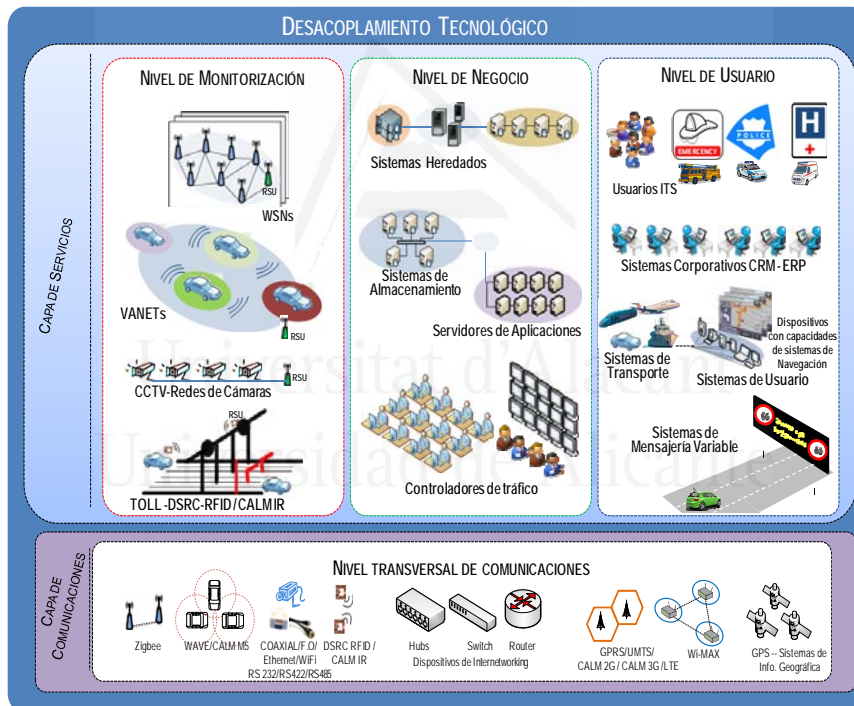 DESACOPLAMIENTO TECNOLÓGICO
CAPA DE SERVICIOS
NIVEL DE MONITORIZACIÓN
RSU
WSNs
VANETs
RSU
RSU
CCTV-Redes de Cámaras
RSU
TOLL -DSRC-RFID/CALM IR
NIVEL DE NEGOCIO
Sistemas Heredados
Sistemas de
Almacenamiento
Servidores de Aplicaciones
Controladores de tráfico
NIVEL DE USUARIO
EMERGENCY
POLICE
H
+
Usuarios ITS
Sistemas Corporativos CRM-ERP
Sistemas de
Transporte
Dispositivos
con capacidades
de sistemas de
Navegación
Sistemas de Usuario
Sistemas de
Mensajería Variable
Universitat d'Alacant
Universidad de Alicante
CAPA DE
COMUNICACIONES
NIVEL TRANSVERSAL DE COMUNICACIONES
Zigbee
WAVE/CALM M5
COAXIAL/F.O/
Ethernet/WiFi
RS 232/RS422/RS485
DSRC RFID /
CALM IR
Hubs
Switch
Router
Dispositivos de Internetworking
GPRS/UMTS/
CALM 2G / CALM 3G /LTE
Wi-MAX
GPS -- Sistemas de
Info. Geográfica